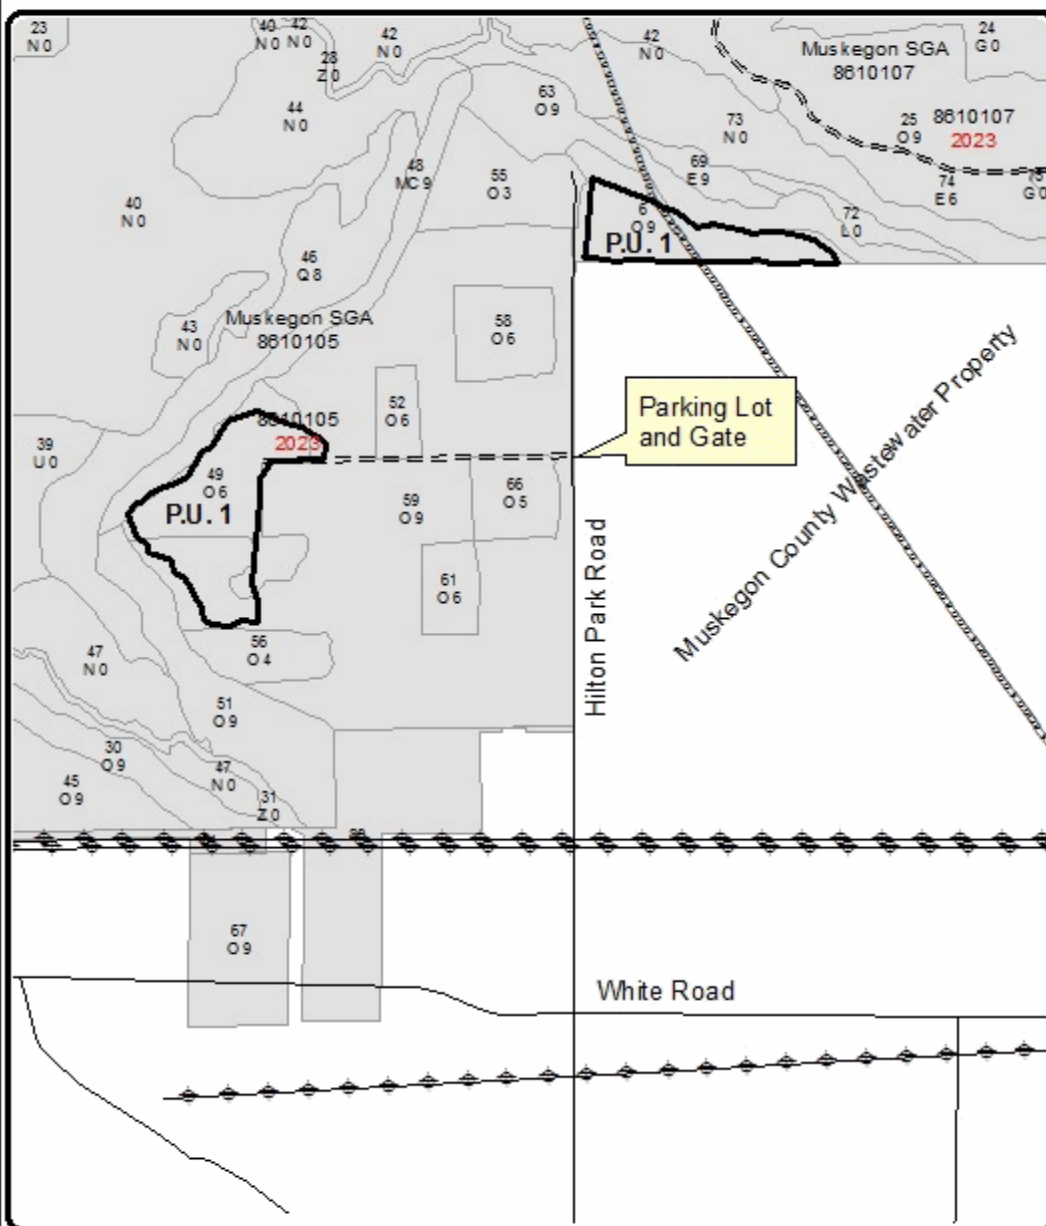 23
N0
40
N0
42
N0
28
Z0
42
N0
42
N0
Muskegon SGA
8610107
24
G0
44
N0
63
O9
73
N0
25
O9
8610107
2023
48
MC9
55
O3
69
E9
74
E6
G0
40
N0
6
O9
P.U. 1
72
L0
46
Q8
43
N0
Muskegon SGA
8610105
58
O6
Muskegon County Wastewater Property
52
O6
Parking Lot
and Gate
8610105
2023
39
U0
49
O6
P.U. 1
59
O9
66
O5
61
O6
Hilton Park Road
56
O4
47
N0
51
O9
30
O9
47
N0
45
O9
31
Z0
67
O9
White Road